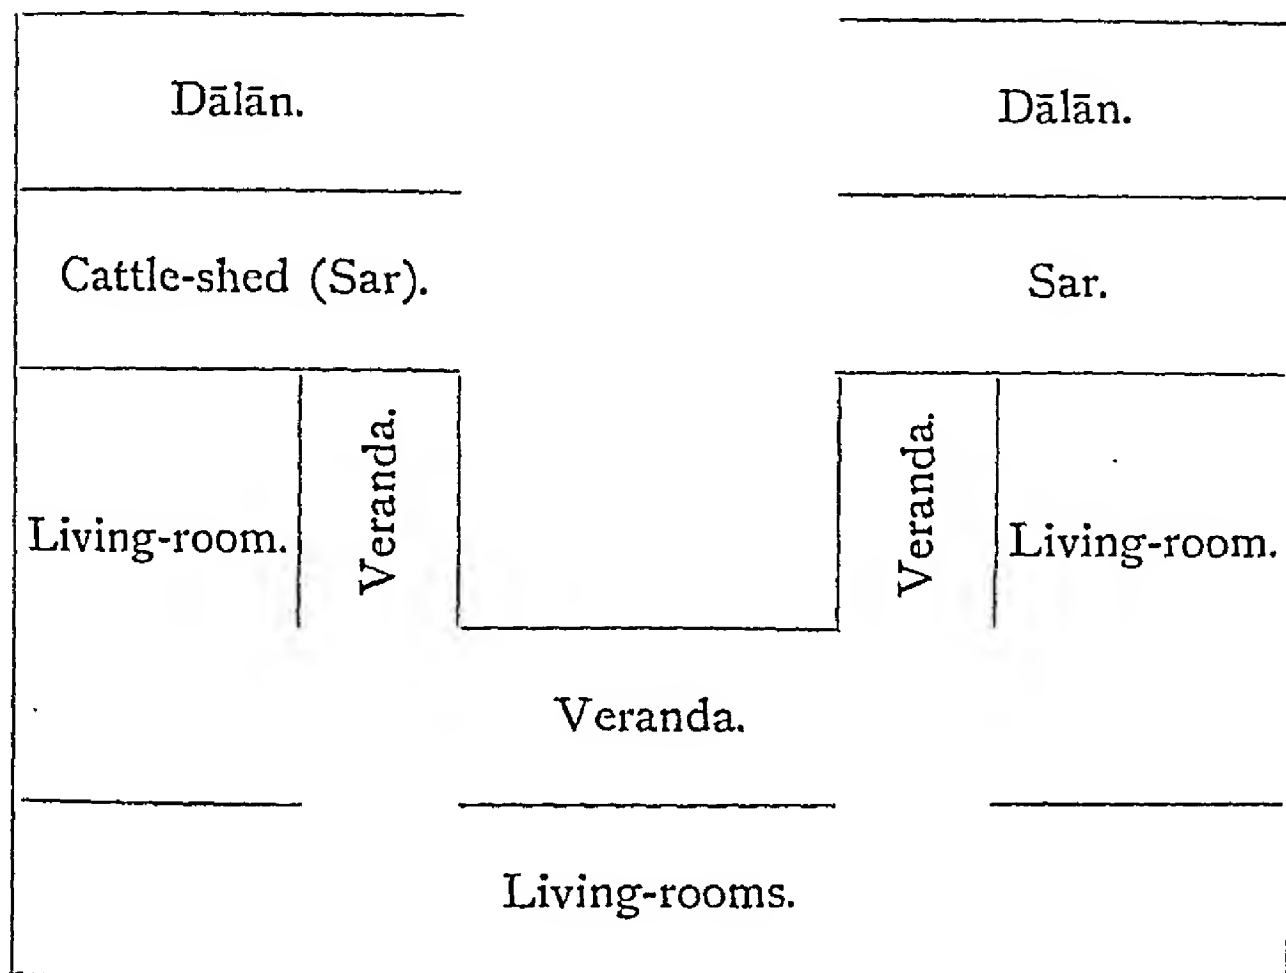 Dālān.
Dālān.
Cattle-shed (Sar).
Sar.
Living-room.
Veranda.
Veranda.
Living-room.
Veranda.
Living-rooms.